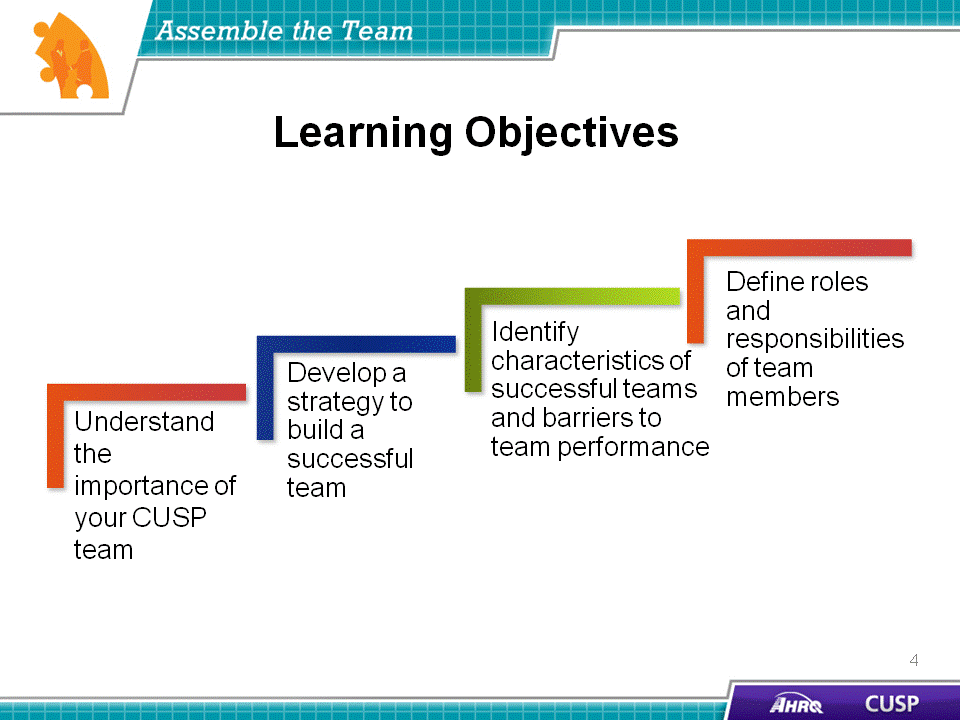 Assemble the Team
Learning Objectives
Understand
the
importance of
your CUSP
team
Develop a
strategy to
build a
successful
team
Identify
characteristics of
successful teams
and barriers to
team performance
Define roles
and
responsibilities
of team
members
4
AHRQ
CUSP